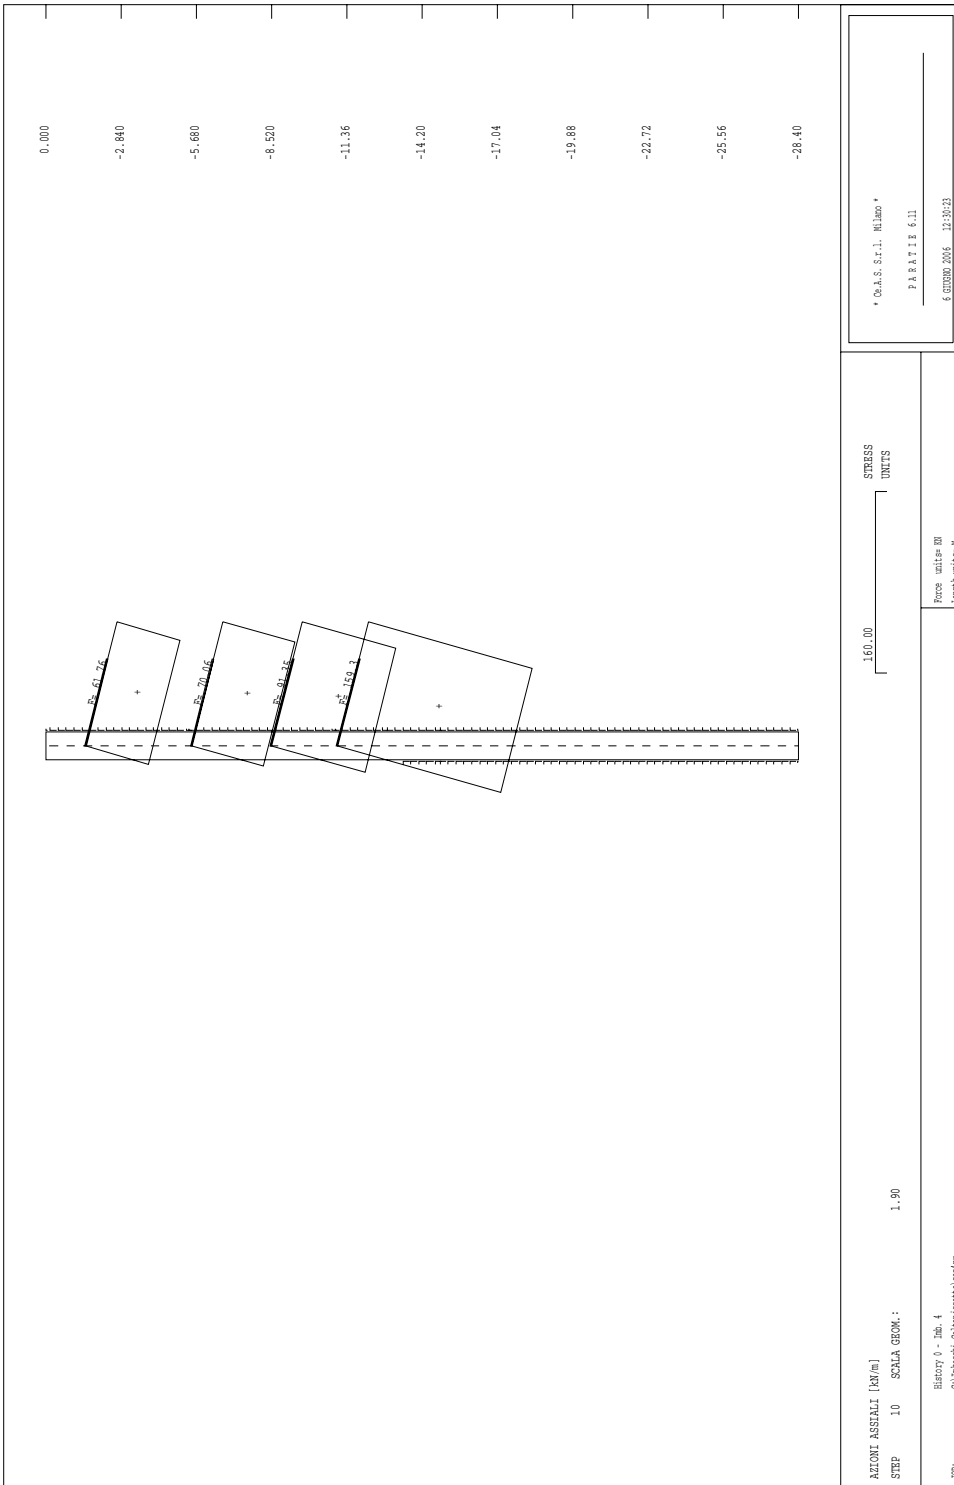 0.000
-2.840
-5.680
-8.520
-11.36
-14.20
-17.04
-19.88
-22.72
-25.56
-28.40
F= 61.76
F= 70.06
F= 91.35
F= 159.3
* Ce.A.S. S.r.l. Milano *
P A R A T I E 6.11
6 GIUGNO 2006 12:30:23
160.00
STRESS
UNITS
Force units= KN
AZIONI ASSIALI [kN/m]
STEP 10 SCALA GEOM.: 1.90
History 0 - Imb. 4